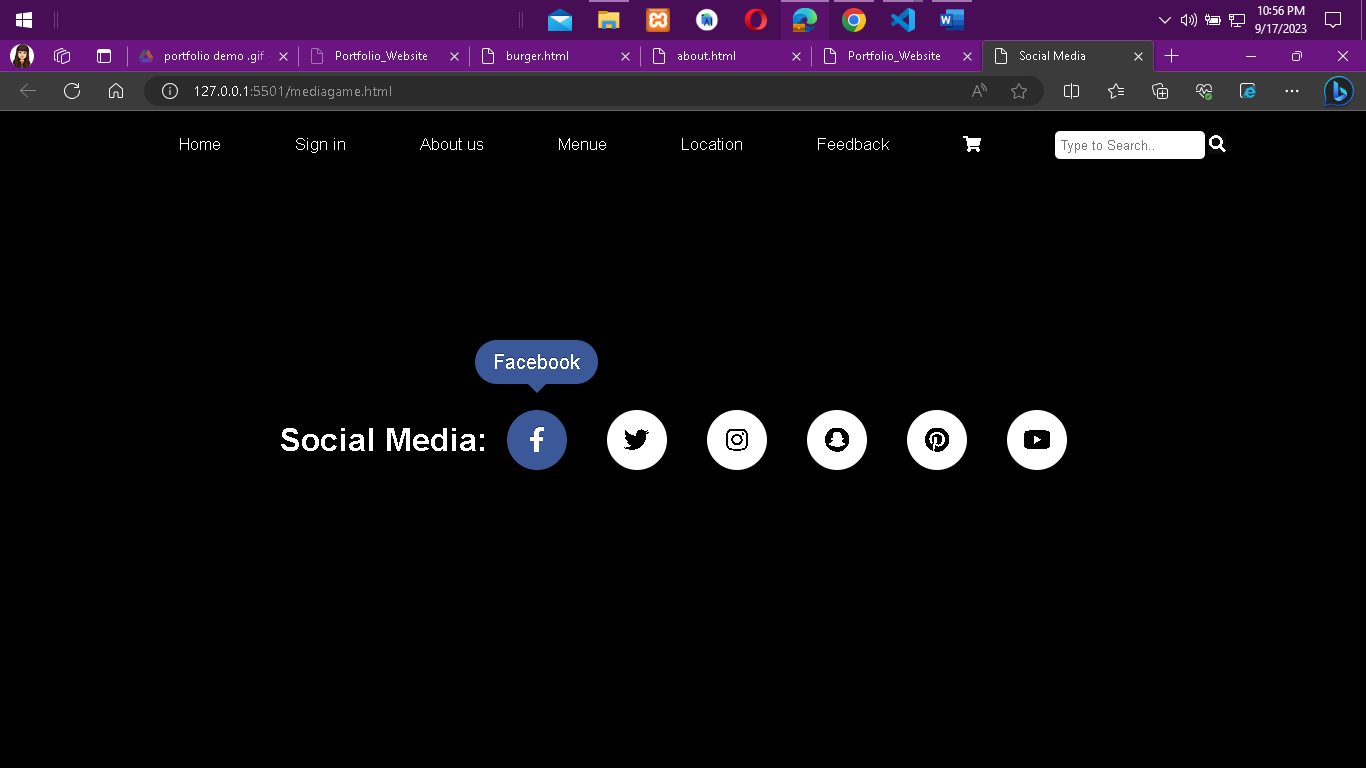 10:56 PM
9/17/2023
portfolio demo .gif Portfolio_Website burger.html about.html Portfolio_Website Social Media
127.0.0.1:5501/mediagame.html
Home Sign in About us Menue Location Feedback Type to Search..
Facebook
Social Media: